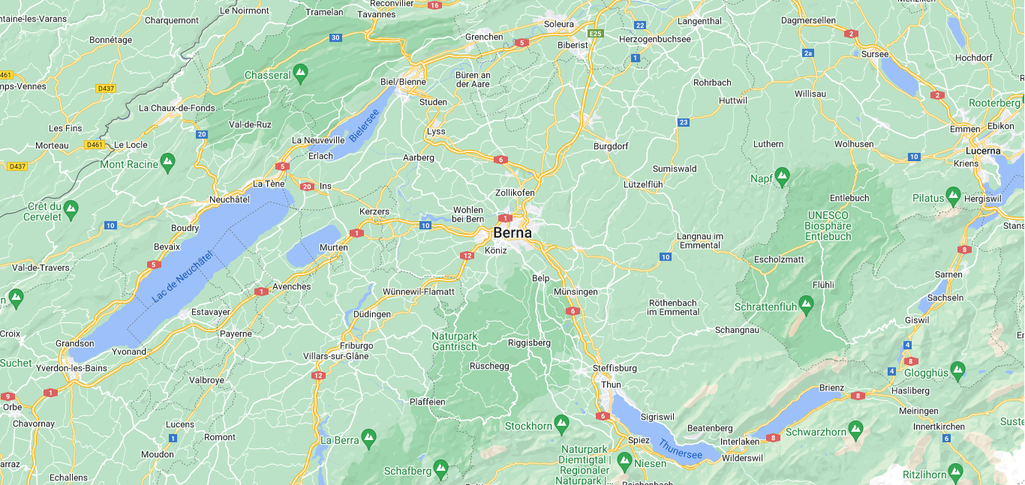 Le Noirmont
Tramelan
Reconvilier
16
Tavannes
taine-les-Varans
Charquemont
Soleura
22
Langenthal
Dagmersellen
Bonnétage
30
Grenchen
5
Biberist
E25
Herzogenbuchsee
2
Hochdorf
1
2a
Sursee
461
Chasseral
Biel/Bienne
Büren an
der Aare
mps-Vennes
D437
Rohrbach
Willisau
2
La Chaux-de-Fonds
Studen
Huttwil
Rooterberg
Les Fins
Val-de-Ruz
Bielersee
Lyss
23
Emmen
Ebikon
Morteau
D461
Le Locle
20
La Neuveville
Erlach
Aarberg
6
Burgdorf
Luthern
Wolhusen
10
Lucerna
D437
Mont Racine
5
Sumiswald
Kriens
La Tène
20
Ins
Zollikofen
Lützelflüh
Napf
Entlebuch
Pilatus
Hergiswil
Crêt du
Cervelet
Neuchâtel
Kerzers
Wohlen
bei Bern
1
UNESCO
Biosphäre
Entlebuch
10
Boudry
10
Berna
Stans
Bevaix
Murten
1
Köniz
Langnau im
Emmental
8
Val-de-Travers
5
Lac de Neuchâtel
12
10
Escholzmatt
Sarnen
1
Avenches
Wünnewil-Flamatt
Belp
Münsingen
Flühli
Sachseln
Estavayer
Düdingen
6
Röthenbach
im Emmental
Schrattenfluh
Giswil
Croix
Payerne
Naturpark
Gantrisch
Schangnau
Grandson
Yvonand
Friburgo
Riggisberg
4
Suchet
Villars-sur-Glâne
8
Yverdon-les-Bains
12
Rüschegg
Steffisburg
4
Glogghüs
Valbroye
Thun
Brienz
Hasliberg
9
1
8
Orbe
Plaffeien
6
Sigriswil
Meiringen
Chavornay
Lucens
Stockhorn
Beatenberg
Schwarzhorn
Innertkirchen
1
Romont
La Berra
Spiez
Thunersee
Interlaken
8
6
Suste
Moudon
Naturpark
Diemtigtal |
Regionaler
Naturpark |...
Niesen
Wilderswil
arraz
Schafberg
Ritzlihorn
Echallens
Reichenbach